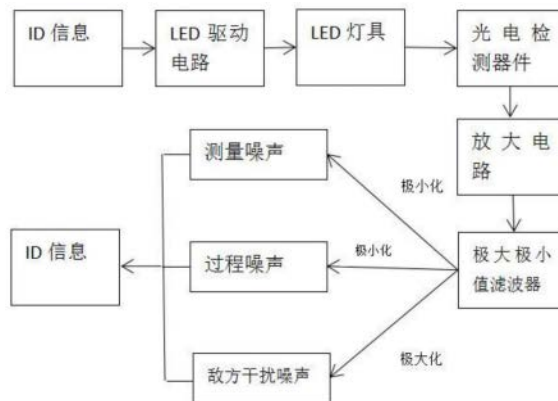 ID 信息
LED 驱动
电路
LED 灯具
光电检
测器件
放大电
路
测量噪声
极小化
ID 信息
过程噪声
极小化
极大极小
值滤波器
敌方干扰噪声
极大化